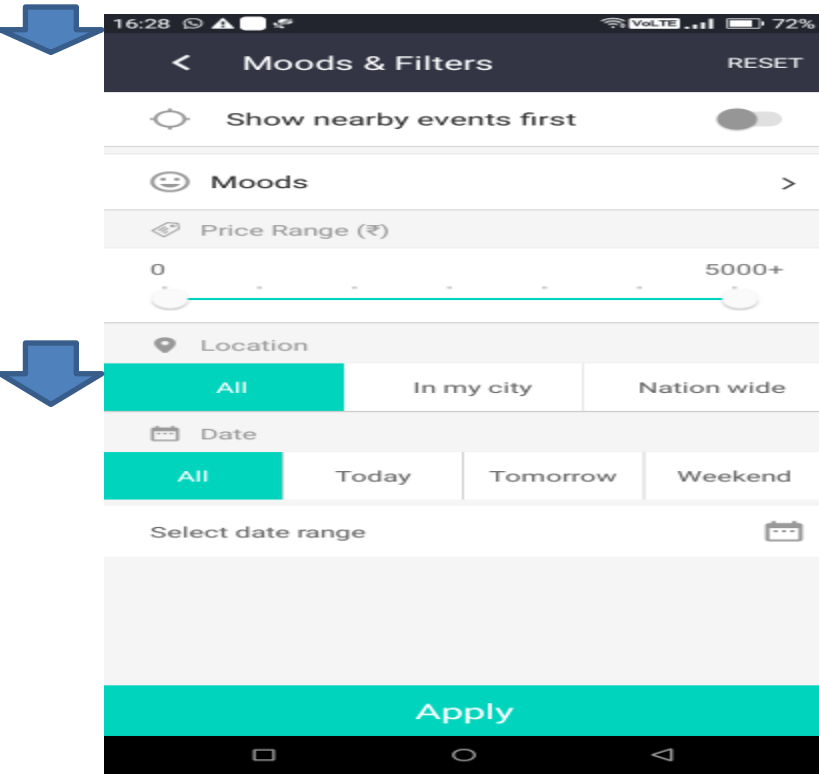 16:28 VoLTE 72%
< Moods & Filters RESET
Show nearby events first
Moods >
Price Range (₹)
0 5000+
Location
All In my city Nation wide
Date
All Today Tomorrow Weekend
Select date range
Apply